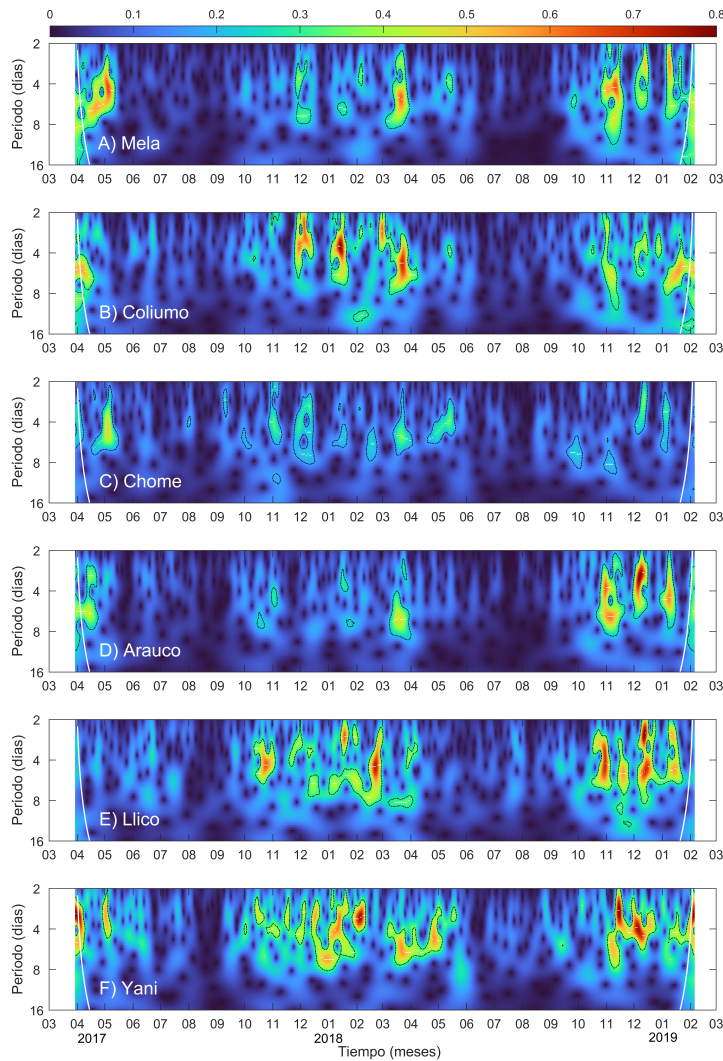 0 0.1 0.2 0.3 0.4 0.5 0.6 0.7 0.8
Período (días)
2
4
8
16
A) Mela
03 04 05 06 07 08 09 10 11 12 01 02 03 04 05 06 07 08 09 10 11 12 01 02 03
Período (días)
2
4
8
16
B) Coliumo
03 04 05 06 07 08 09 10 11 12 01 02 03 04 05 06 07 08 09 10 11 12 01 02 03
Período (días)
2
4
8
16
C) Chome
03 04 05 06 07 08 09 10 11 12 01 02 03 04 05 06 07 08 09 10 11 12 01 02 03
Período (días)
2
4
8
16
D) Arauco
03 04 05 06 07 08 09 10 11 12 01 02 03 04 05 06 07 08 09 10 11 12 01 02 03
Período (días)
2
4
8
16
E) Llico
03 04 05 06 07 08 09 10 11 12 01 02 03 04 05 06 07 08 09 10 11 12 01 02 03
Período (días)
2
4
8
16
F) Yani
03 04 05 06 07 08 09 10 11 12 01 02 03 04 05 06 07 08 09 10 11 12 01 02 03
2017 2018 2019
Tiempo (meses)